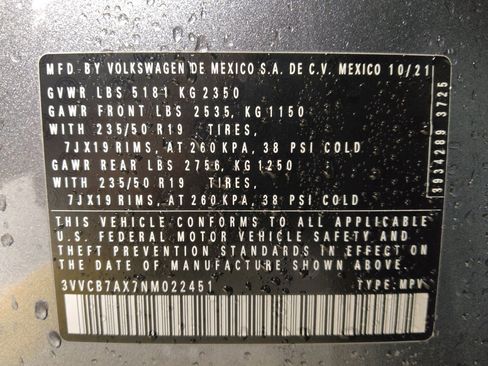 MFD. BY VOLKSWAGEN DE MEXICO S.A. DE C.V. MEXICO 10/21
GVWR LBS 5181 KG 2350
GAWR FRONT LBS 2535, KG 1150
WITH 235/50 R19 TIRES,
7JX19 RIMS, AT 260 KPA, 38 PSI COLD
GAWR REAR LBS 2756, KG 1250
WITH 235/50 R19 TIRES,
7JX19 RIMS, AT 260 KPA, 38 PSI COLD
THIS VEHICLE CONFORMS TO ALL APPLICABLE
U.S. FEDERAL MOTOR VEHICLE SAFETY AND
THEFT PREVENTION STANDARDS IN EFFECT ON
THE DATE OF MANUFACTURE SHOWN ABOVE.
3VVCB7AX7NM022451 TYPE: MPV
3934289 3725